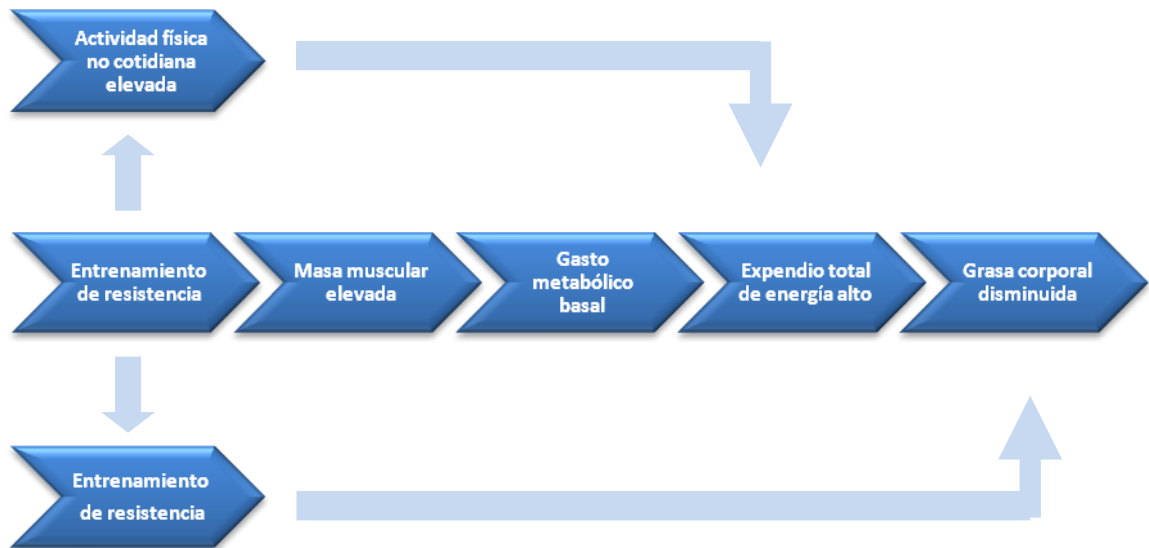 Actividad física
no cotidiana
elevada
Entrenamiento
de resistencia
Masa muscular
elevada
Gasto
metabólico
basal
Expendio total
de energía alto
Grasa corporal
disminuida
Entrenamiento
de resistencia